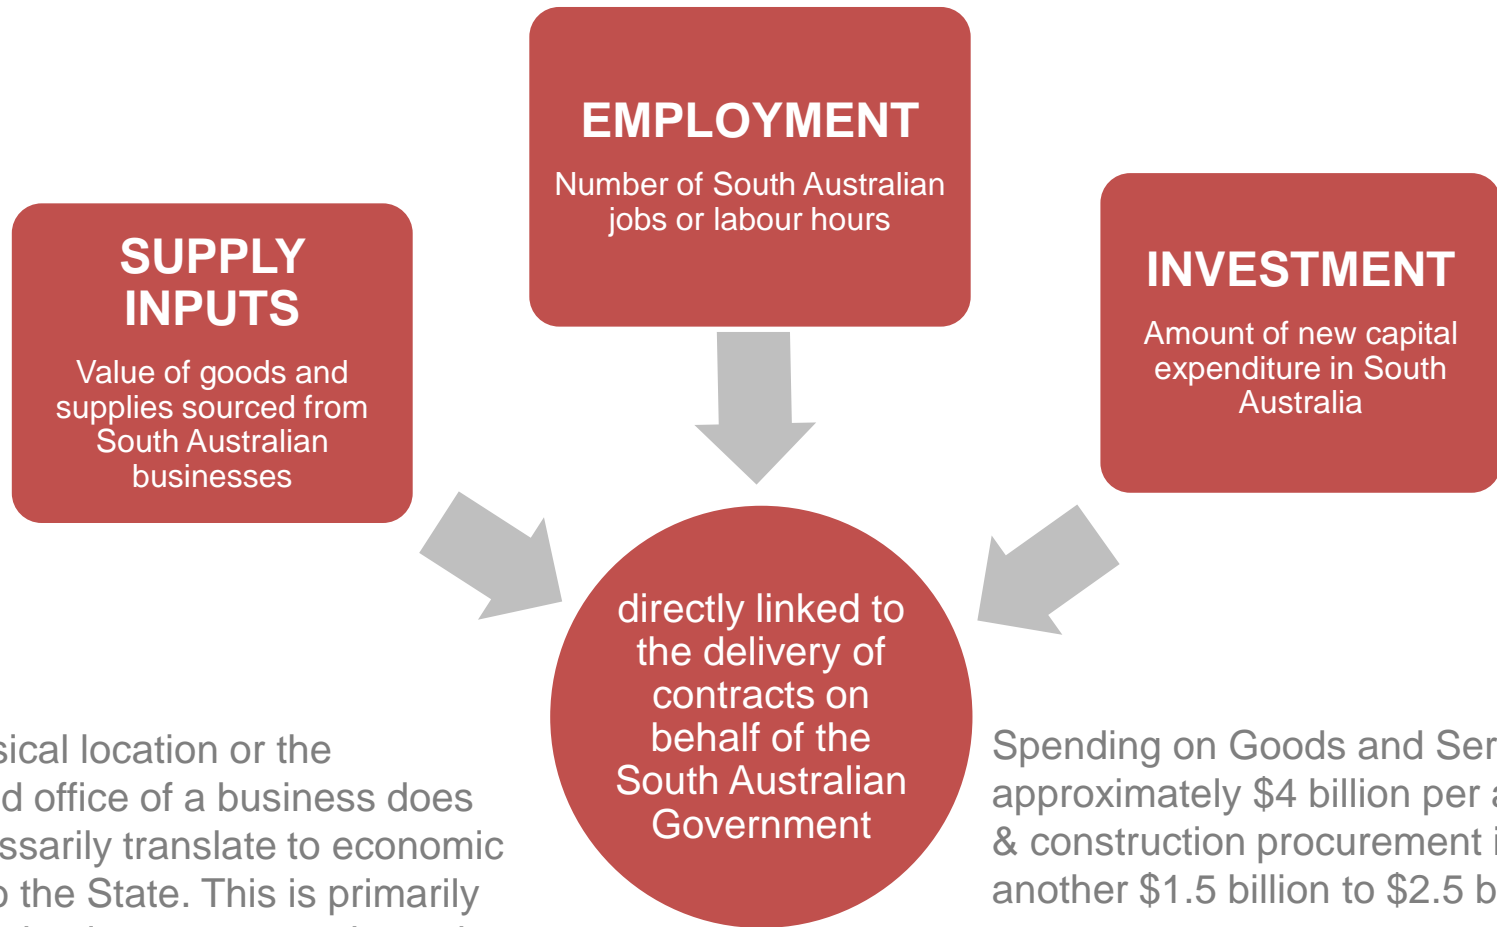 EMPLOYMENT
Number of South Australian
jobs or labour hours
SUPPLY
INPUTS
Value of goods and
supplies sourced from
South Australian
businesses
INVESTMENT
Amount of new capital
expenditure in South
Australia
directly linked to
the delivery of
contracts on
behalf of the
South Australian
Government
sical location or the
d office of a business does
ssarily translate to economic
o the State. This is primarily
Spending on Goods and Ser
approximately $4 billion per a
& construction procurement i
another $1.5 billion to $2.5 b